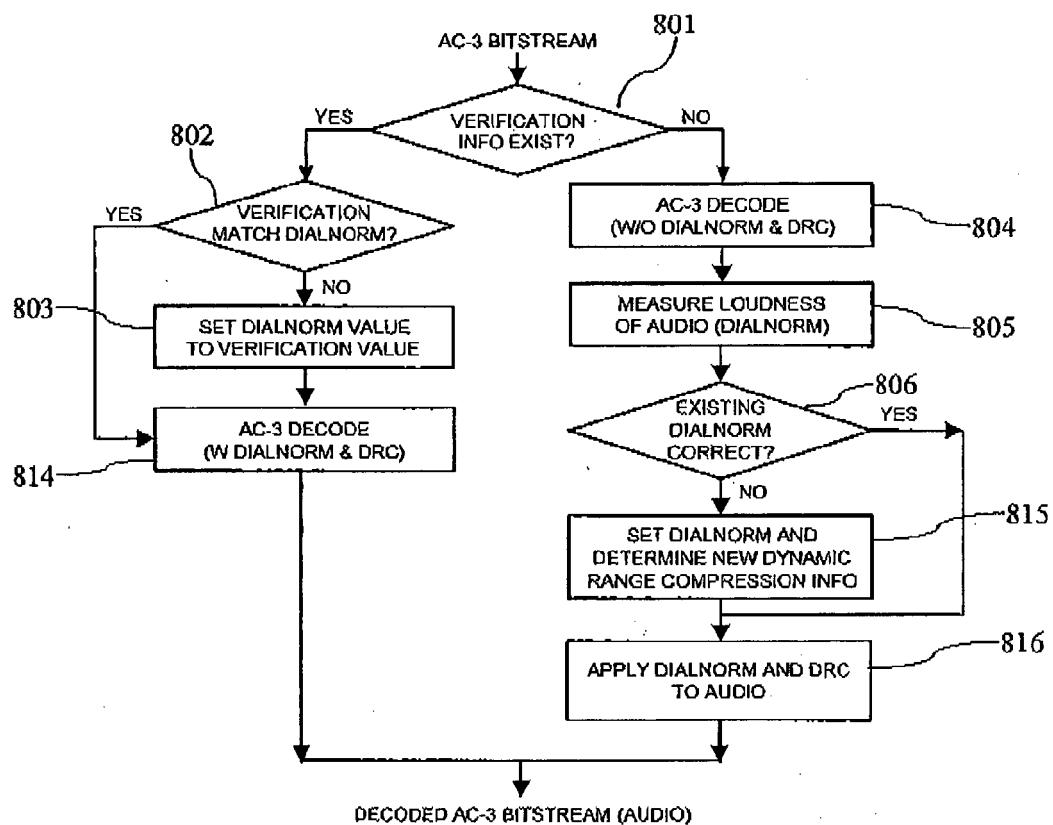 AC-3 BITSTREAM
801
VERIFICATION
INFO EXIST?
YES
NO
802
VERIFICATION
MATCH DIALNORM?
YES
NO
803
SET DIALNORM VALUE
TO VERIFICATION VALUE
AC-3 DECODE
(W DIALNORM & DRC)
814
AC-3 DECODE
(W/O DIALNORM & DRC)
804
MEASURE LOUDNESS
OF AUDIO (DIALNORM)
805
806
EXISTING
DIALNORM
CORRECT?
YES
NO
815
SET DIALNORM AND
DETERMINE NEW DYNAMIC
RANGE COMPRESSION INFO
816
APPLY DIALNORM AND DRC
TO AUDIO
DECODED AC-3 BITSTREAM (AUDIO)